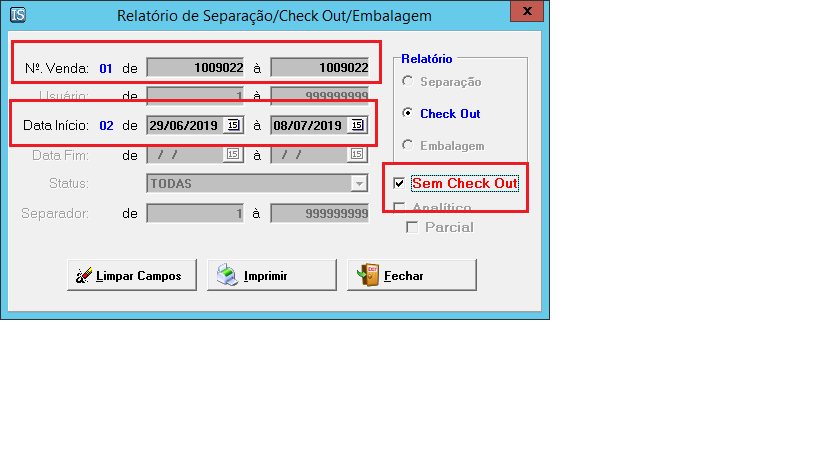 IS Relatório de Separação/Check Out/Embalagem x
Nº. Venda: 01 de 1009022 à 1009022
Relatório
Separação
Usuário: de 1 à 999999999
Check Out
Data Início: 02 de 29/06/2019 15 à 08/07/2019 15
Embalagem
Data Fim: de / / 15 à / / 15
Status: TODAS
Sem Check Out
Analítico
Separador: de 1 à 999999999
Parcial
Limpar Campos Imprimir EXIT Fechar